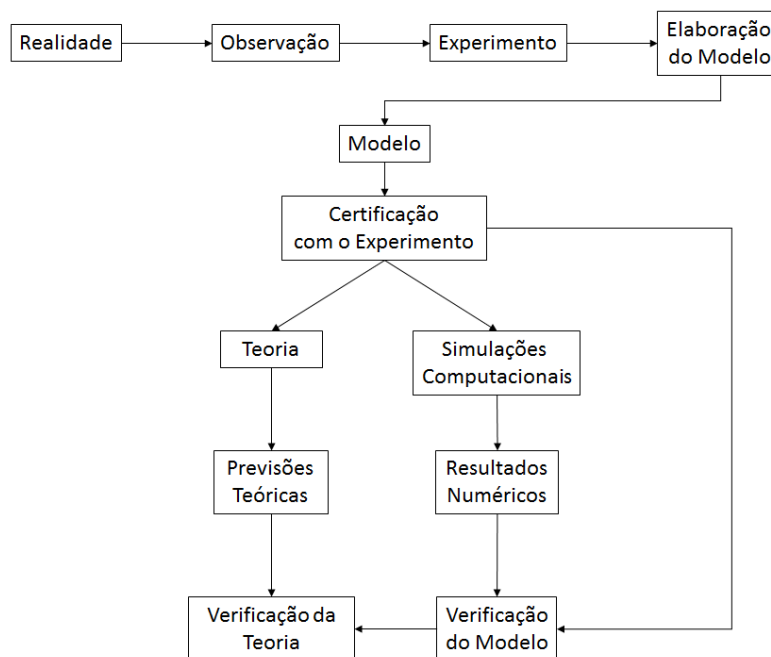 Realidade
Observação
Experimento
Elaboração
do Modelo
Modelo
Certificação
com o Experimento
Teoria
Simulações
Computacionais
Previsões
Teóricas
Resultados
Numéricos
Verificação da
Teoria
Verificação
do Modelo